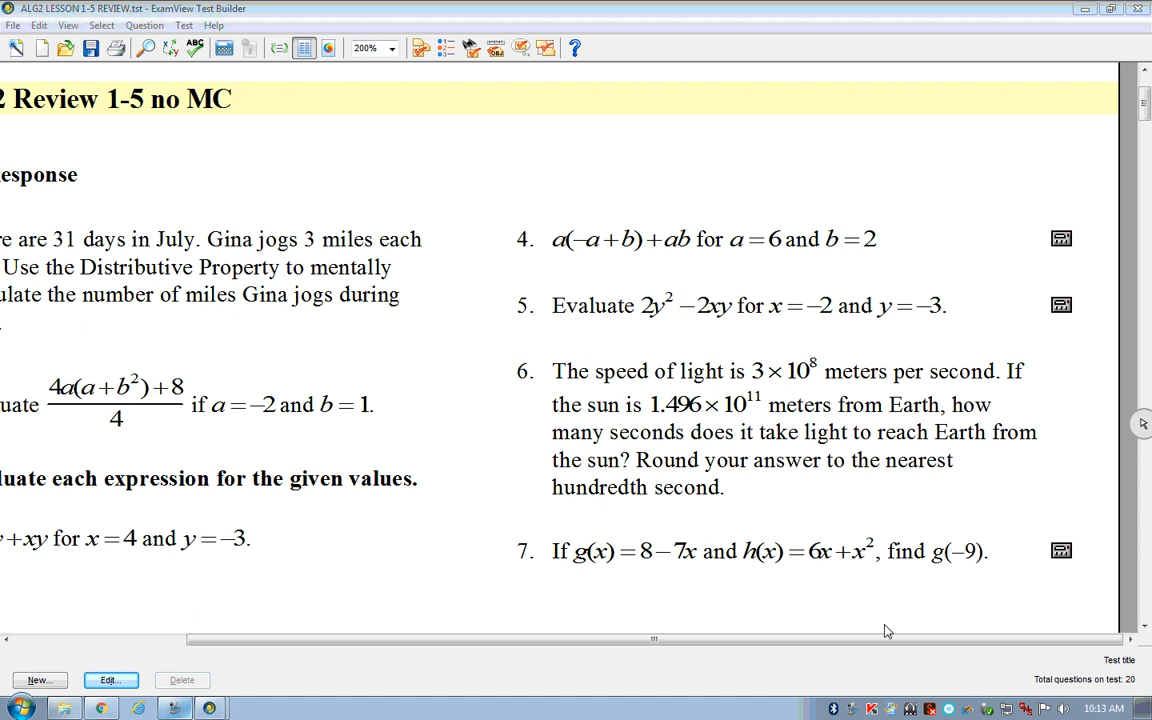 ALG2 LESSON 1-5 REVIEW.tst - ExamView Test Builder
File Edit View Select Question Test Help
ABC 200%
2 Review 1-5 no MC
esponse
re are 31 days in July. Gina jogs 3 miles each
Use the Distributive Property to mentally
ulate the number of miles Gina jogs during
.
uate \frac{4a(a+b²)+8}{4} if a=–2 and b=1.
luate each expression for the given values.
y+xy for x=4 and y=–3.
4. a(–a+b)+ab for a=6 and b=2
5. Evaluate 2y² –2xy for x=–2 and y=–3.
6. The speed of light is 3×10⁸ meters per second. If
the sun is 1.496×10¹¹ meters from Earth, how
many seconds does it take light to reach Earth from
the sun? Round your answer to the nearest
hundredth second.
7. If g(x)=8–7x and h(x)=6x+x², find g(–9).
Test title
New... Edit... Delete Total questions on test: 20
10:13 AM